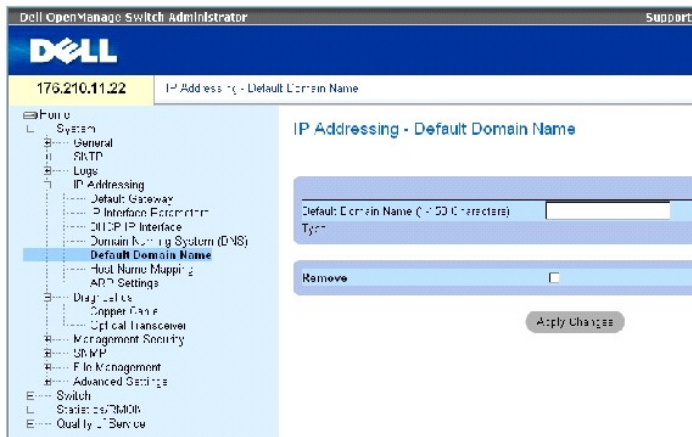 Dell OpenManage Switch Administrator
Support
DELL
176.210.11.22
IP Addressing - Default Domain Name
Home
System
General
SNTP
Logs
IP Addressing
Default Gateway
IP Interface Parameters
DHCP IP Interface
Domain Naming System (DNS)
Default Domain Name
Host Name Mapping
ARP Settings
Diagnostics
Copper Cable
Optical Transceiver
Management Security
SNMP
File Management
Advanced Settings
Switch
Statistics/RMON
Quality of Service
IP Addressing - Default Domain Name
Default Domain Name Characters)
Type
Remove
Apply Changes